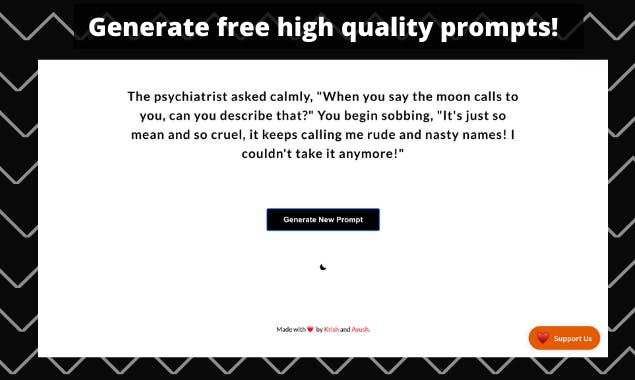 Generate free high quality prompts!
The psychiatrist asked calmly, "When you say the moon calls to
you, can you describe that?" You begin sobbing, "It's just so
mean and so cruel, it keeps calling me rude and nasty names! I
couldn't take it anymore!"
Generate New Prompt
Made with ❤️ by Krish and Ayush.
Support Us